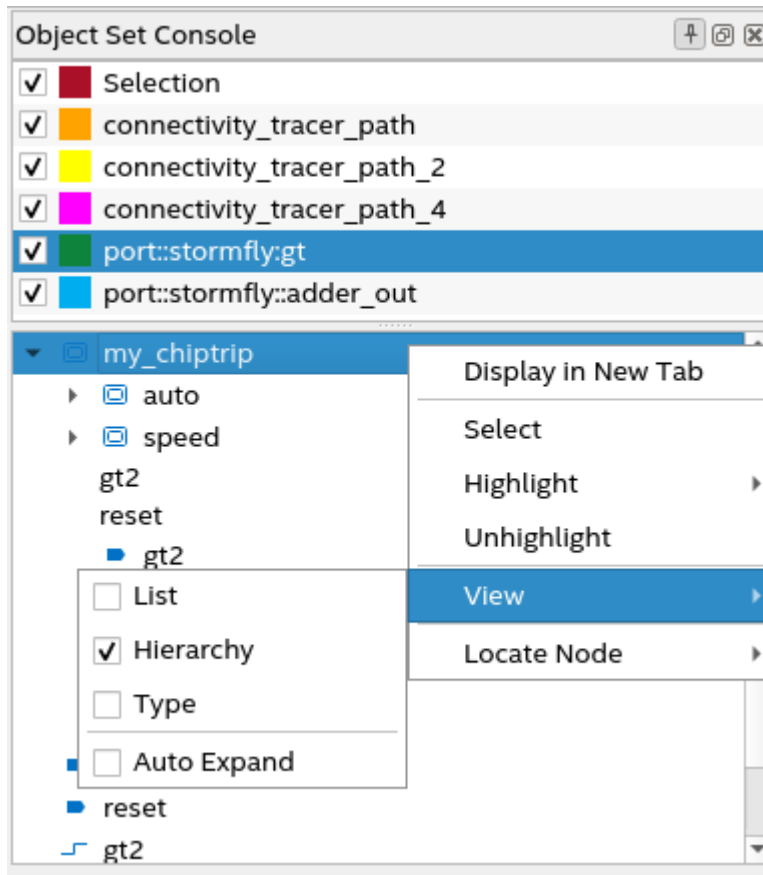 Object Set Console
Selection
connectivity_tracer_path
connectivity_tracer_path_2
connectivity_tracer_path_4
port::stormfly:gt
port::stormfly::adder_out
my_chiptrip
auto
speed
gt2
reset
gt2
Display in New Tab
Select
Highlight
Unhighlight
View
Locate Node
List
Hierarchy
Type
Auto Expand
reset
gt2